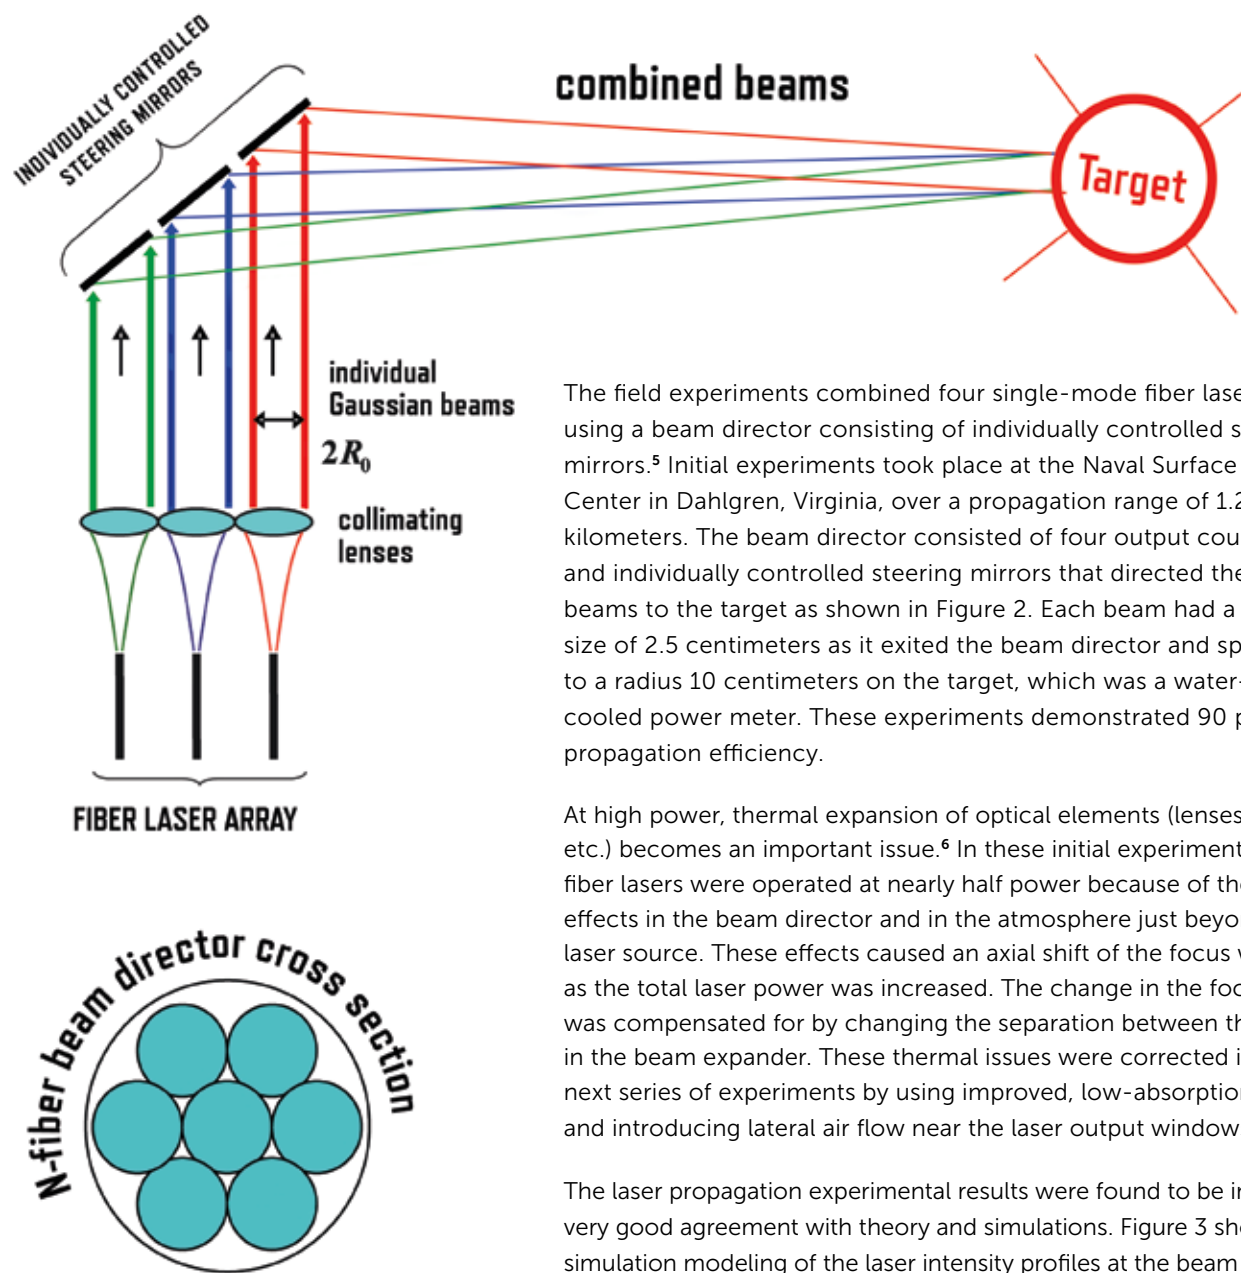 INDIVIDUALLY CONTROLLED
STEERING MIRRORS
combined beams
Target
individual
Gaussian beams
2R₀
collimating
lenses
FIBER LASER ARRAY
N-fiber beam director cross section
The field experiments combined four single-mode fiber lase
using a beam director consisting of individually controlled s
mirrors.⁵ Initial experiments took place at the Naval Surface
Center in Dahlgren, Virginia, over a propagation range of 1.2
kilometers. The beam director consisted of four output cou
and individually controlled steering mirrors that directed the
beams to the target as shown in Figure 2. Each beam had a
size of 2.5 centimeters as it exited the beam director and sp
to a radius 10 centimeters on the target, which was a water-
cooled power meter. These experiments demonstrated 90 p
propagation efficiency.
At high power, thermal expansion of optical elements (lenses
etc.) becomes an important issue.⁶ In these initial experiment
fiber lasers were operated at nearly half power because of the
effects in the beam director and in the atmosphere just beyo
laser source. These effects caused an axial shift of the focus w
as the total laser power was increased. The change in the foc
was compensated for by changing the separation between th
in the beam expander. These thermal issues were corrected i
next series of experiments by using improved, low-absorption
and introducing lateral air flow near the laser output window
The laser propagation experimental results were found to be in
very good agreement with theory and simulations. Figure 3 sh
simulation modeling of the laser intensity profiles at the beam